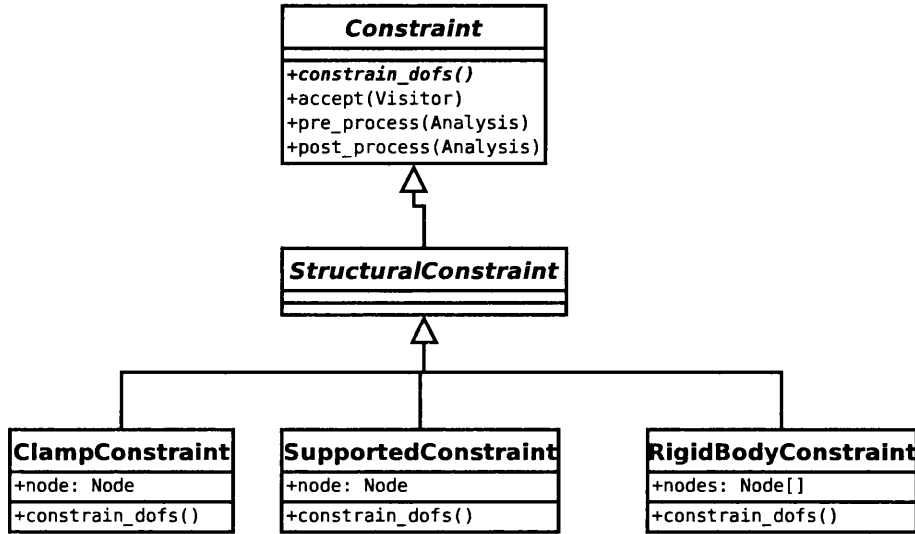 Constraint
+constrain_dofs()
+accept(Visitor)
+pre_process(Analysis)
+post_process(Analysis)
StructuralConstraint
ClampConstraint
+node: Node
+constrain_dofs()
SupportedConstraint
+node: Node
+constrain_dofs()
RigidBodyConstraint
+nodes: Node[]
+constrain_dofs()